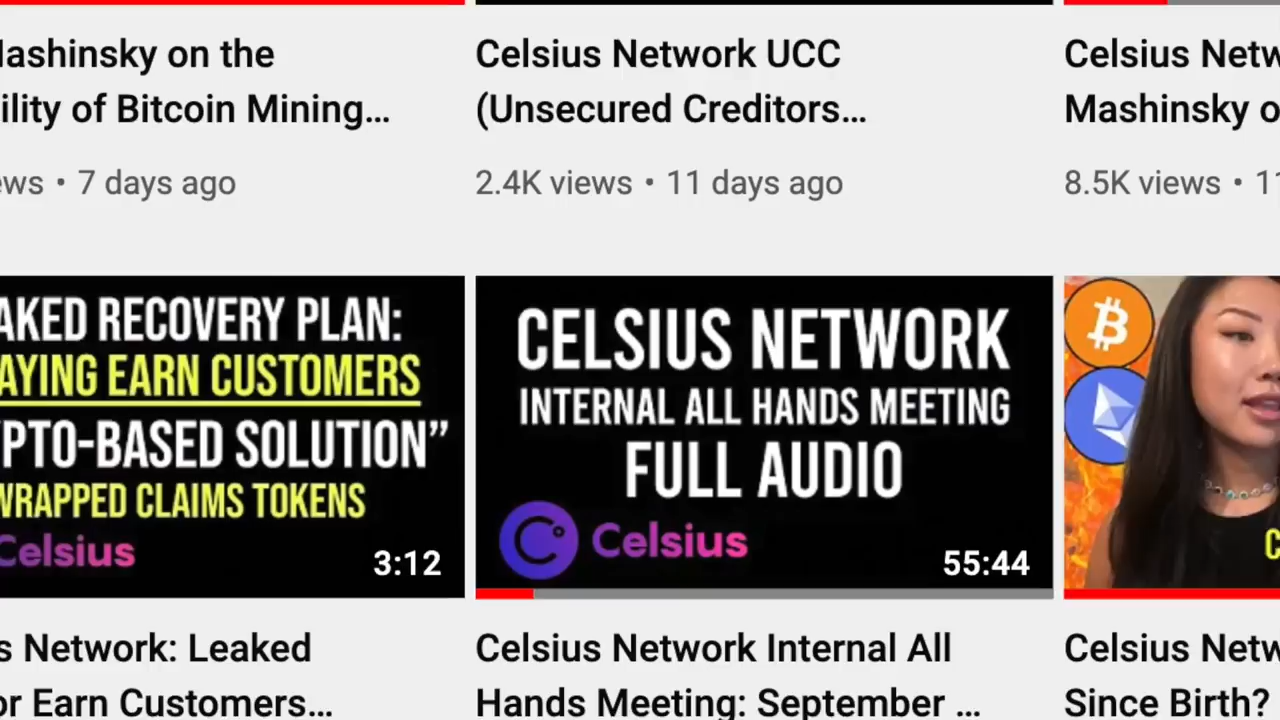 Mashinsky on the
ility of Bitcoin Mining...
ews • 7 days ago
Celsius Network UCC
(Unsecured Creditors...
2.4K views • 11 days ago
Celsius Netw
Mashinsky o
8.5K views • 11
AKED RECOVERY PLAN:
AYING EARN CUSTOMERS
YPTO-BASED SOLUTION”
WRAPPED CLAIMS TOKENS
Celsius
3:12
CELSIUS NETWORK
INTERNAL ALL HANDS MEETING
FULL AUDIO
Celsius
55:44
C
s Network: Leaked
or Earn Customers...
Celsius Network Internal All
Hands Meeting: September ...
Celsius Netw
Since Birth?